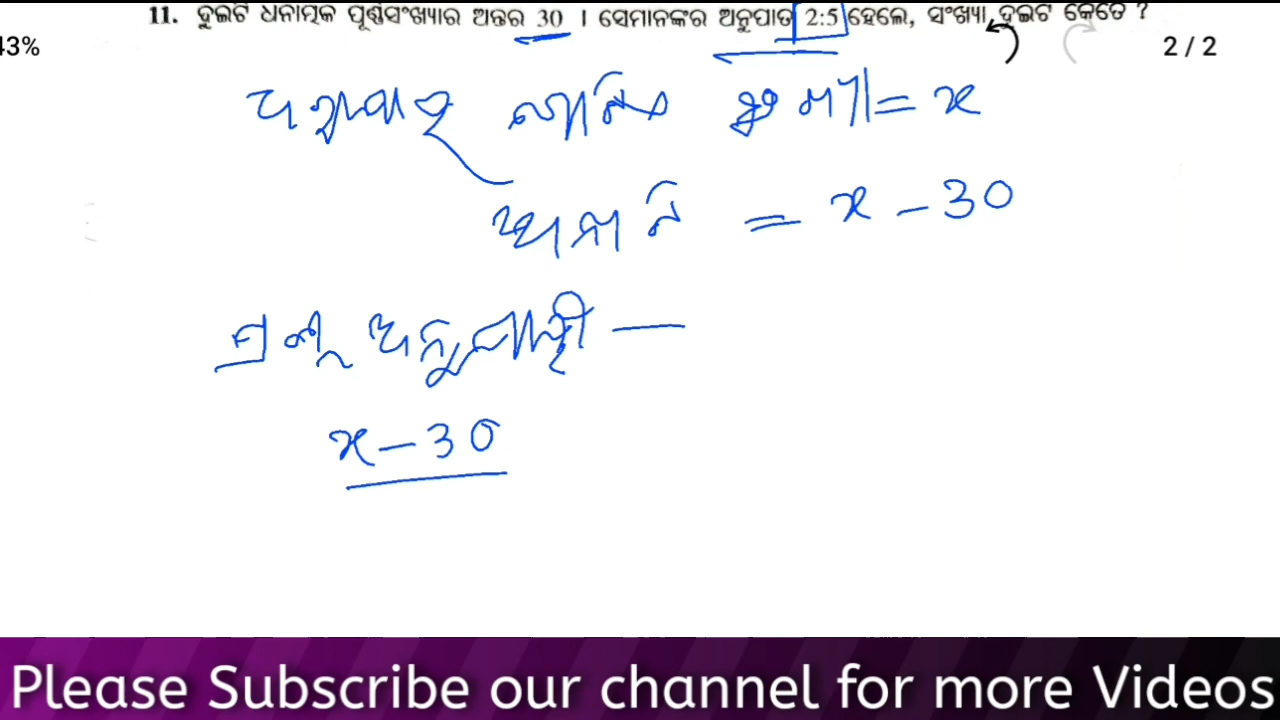 11. ଦୁଇଟି ଧନାତ୍ମକ ପୂର୍ଣ୍ଣସଂଖ୍ୟାର ଅନ୍ତର 30 । ସେମାନଙ୍କର ଅନୁପାତ 2:5 ହେଲେ, ସଂଖ୍ୟା ଦୁଇଟି କେତେ ?
43% 2 / 2
= x
= x - 30
ପ୍ରଶ୍ନ ଅନୁଯାୟୀ —
x - 30
Please Subscribe our channel for more Videos